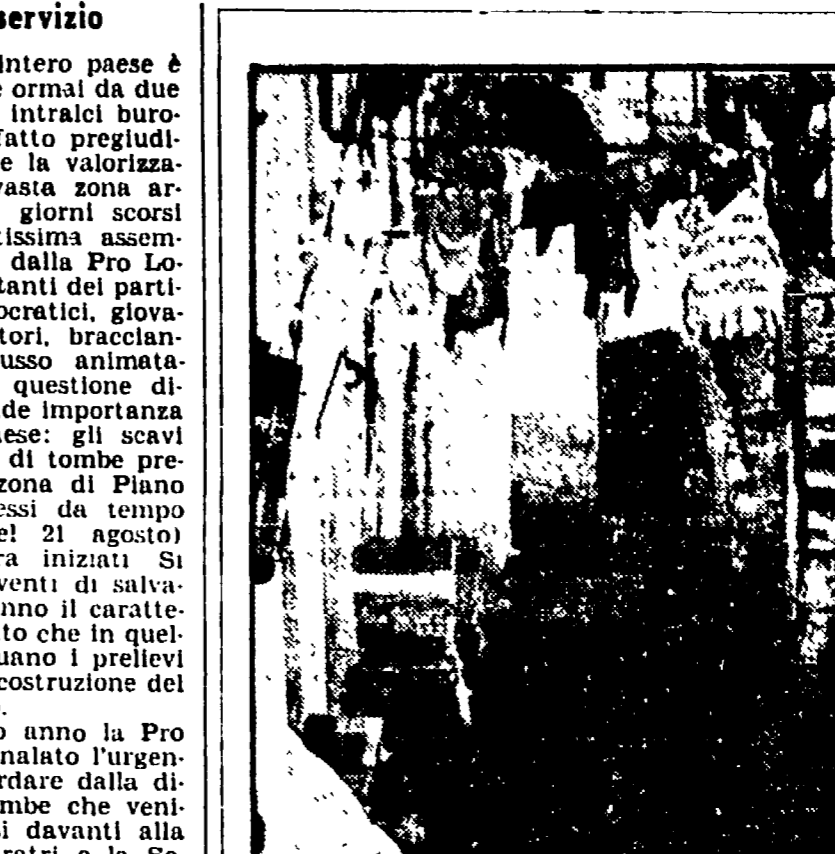 servizio
intero paese è
e ormai da due
intralci buro-
fatto pregiudi-
e la valorizza-
vasta zona ar-
giorni scorsi
tissima assem-
dalla Pro Lo-
tanti dei parti-
ocratici, giova-
tori, braccian-
usso animata-
questione di-
de importanza
ese: gli scavi
di tombe pre-
zona di Piano
essi da tempo
el 21 agosto)
ra iniziati Si
venti di salva-
nno il caratte-
to che in quel-
uano i prelievi
costruzione del
.
o anno la Pro
nalato l'urgen-
rdare dalla di-
mbe che veni-
si davanti alla
ratri e la So-